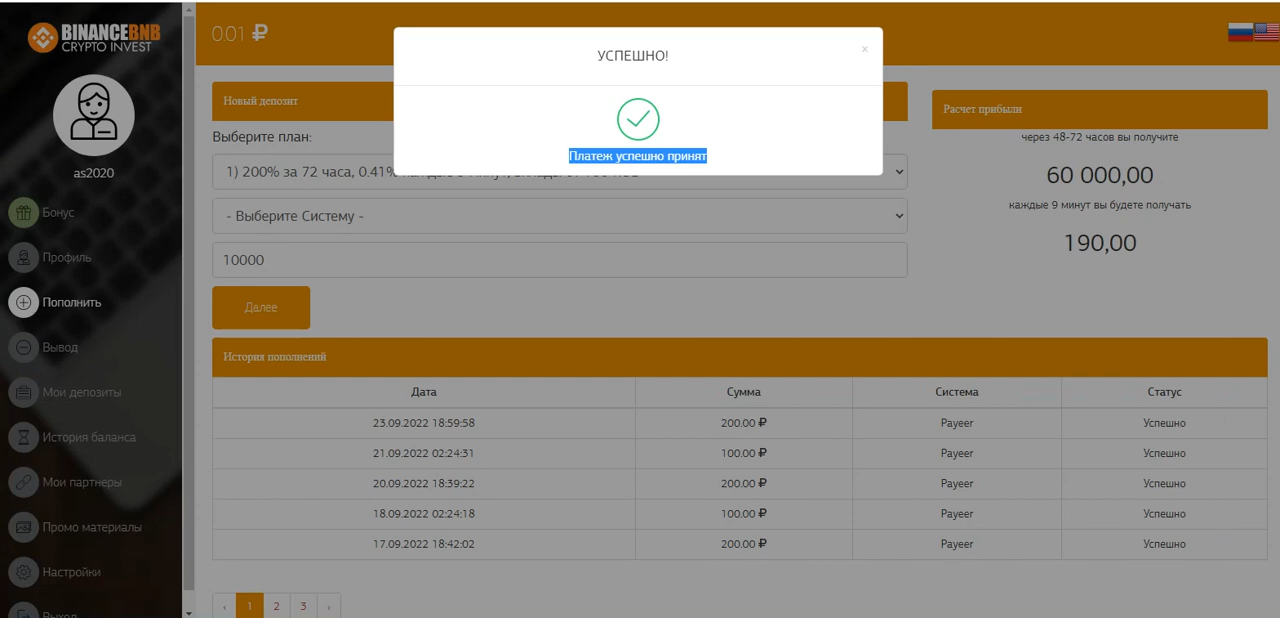 BINANCEBNB
CRYPTO INVEST
as2020
Бонус
Профиль
Пополнить
Вывод
Мои депозиты
История баланса
Мои партнеры
Промо материалы
Настройки
Выход
0.01 ₽
УСПЕШНО!
×
Платеж успешно принят
Новый депозит
Выберите план:
1) 200% за 72 часа, 0.41%
- Выберите Систему -
10000
Далее
Расчет прибыли
через 48-72 часов вы получите
60 000,00
каждые 9 минут вы будете получать
190,00
История пополнений
Дата Сумма Система Статус
23.09.2022 18:59:58 200.00 ₽ Payeer Успешно
21.09.2022 02:24:31 100.00 ₽ Payeer Успешно
20.09.2022 18:39:22 200.00 ₽ Payeer Успешно
18.09.2022 02:24:18 100.00 ₽ Payeer Успешно
17.09.2022 18:42:02 200.00 ₽ Payeer Успешно
‹ 1 2 3 ›